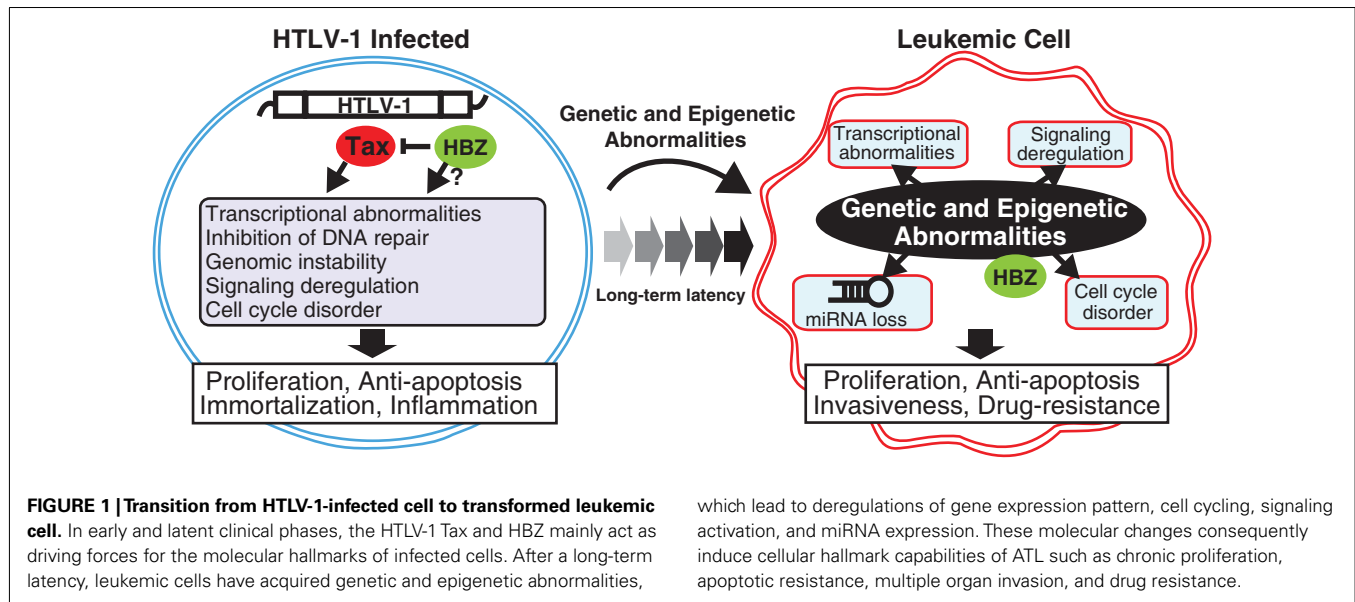 HTLV-1 Infected
HTLV-1
Tax
HBZ
?
Transcriptional abnormalities
Inhibition of DNA repair
Genomic instability
Signaling deregulation
Cell cycle disorder
Proliferation, Anti-apoptosis
Immortalization, Inflammation
Genetic and Epigenetic
Abnormalities
Long-term latency
Leukemic Cell
Transcriptional
abnormalities
Signaling
deregulation
Genetic and Epigenetic
Abnormalities
HBZ
miRNA loss
Cell cycle
disorder
Proliferation, Anti-apoptosis
Invasiveness, Drug-resistance
FIGURE 1 | Transition from HTLV-1-infected cell to transformed leukemic
cell. In early and latent clinical phases, the HTLV-1 Tax and HBZ mainly act as
driving forces for the molecular hallmarks of infected cells. After a long-term
latency, leukemic cells have acquired genetic and epigenetic abnormalities,
which lead to deregulations of gene expression pattern, cell cycling, signaling
activation, and miRNA expression. These molecular changes consequently
induce cellular hallmark capabilities of ATL such as chronic proliferation,
apoptotic resistance, multiple organ invasion, and drug resistance.